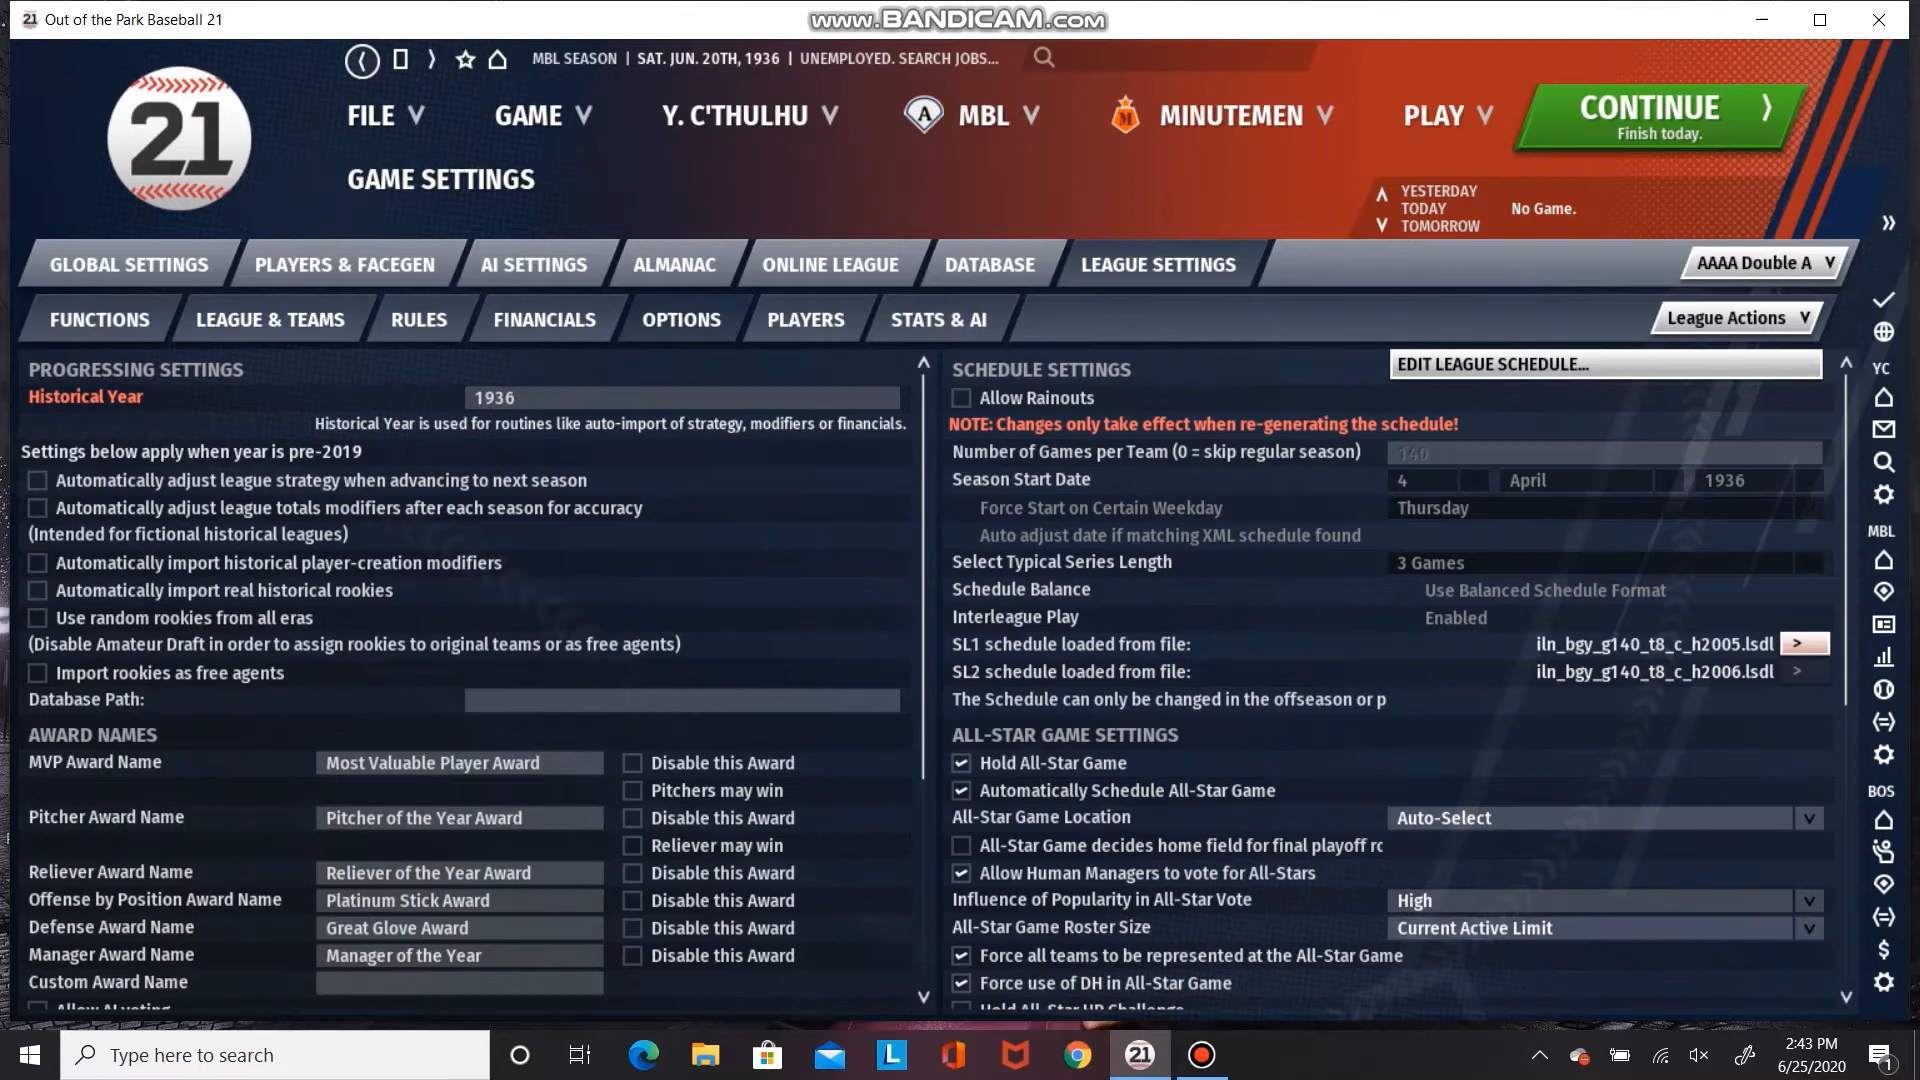 21 Out of the Park Baseball 21
www.BANDICAM.com
MBL SEASON | SAT. JUN. 20TH, 1936 | UNEMPLOYED. SEARCH JOBS...
21
FILE GAME Y. C'THULHU A MBL M MINUTEMEN PLAY
CONTINUE
Finish today.
GAME SETTINGS
YESTERDAY
TODAY
TOMORROW
No Game.
GLOBAL SETTINGS PLAYERS & FACEGEN AI SETTINGS ALMANAC ONLINE LEAGUE DATABASE LEAGUE SETTINGS AAAA Double A
FUNCTIONS LEAGUE & TEAMS RULES FINANCIALS OPTIONS PLAYERS STATS & AI League Actions
PROGRESSING SETTINGS
Historical Year 1936
Historical Year is used for routines like auto-import of strategy, modifiers or financials.
Settings below apply when year is pre-2019
Automatically adjust league strategy when advancing to next season
Automatically adjust league totals modifiers after each season for accuracy
(Intended for fictional historical leagues)
Automatically import historical player-creation modifiers
Automatically import real historical rookies
Use random rookies from all eras
(Disable Amateur Draft in order to assign rookies to original teams or as free agents)
Import rookies as free agents
Database Path:
AWARD NAMES
MVP Award Name Most Valuable Player Award Disable this Award
Pitchers may win
Pitcher Award Name Pitcher of the Year Award Disable this Award
Reliever may win
Reliever Award Name Reliever of the Year Award Disable this Award
Offense by Position Award Name Platinum Stick Award Disable this Award
Defense Award Name Great Glove Award Disable this Award
Manager Award Name Manager of the Year Disable this Award
Custom Award Name
Allow AI voting
SCHEDULE SETTINGS EDIT LEAGUE SCHEDULE...
Allow Rainouts
NOTE: Changes only take effect when re-generating the schedule!
Number of Games per Team (0 = skip regular season) 140
Season Start Date 4 April 1936
Force Start on Certain Weekday Thursday
Auto adjust date if matching XML schedule found
Select Typical Series Length 3 Games
Schedule Balance Use Balanced Schedule Format
Interleague Play Enabled
SL1 schedule loaded from file: iln_bgy_g140_t8_c_h2005.lsdl >
SL2 schedule loaded from file: iln_bgy_g140_t8_c_h2006.lsdl >
The Schedule can only be changed in the offseason or p
ALL-STAR GAME SETTINGS
Hold All-Star Game
Automatically Schedule All-Star Game
All-Star Game Location Auto-Select
All-Star Game decides home field for final playoff rc
Allow Human Managers to vote for All-Stars
Influence of Popularity in All-Star Vote High
All-Star Game Roster Size Current Active Limit
Force all teams to be represented at the All-Star Game
Force use of DH in All-Star Game
Hold All-Star HR Challenge
YC
MBL
BOS
$
Type here to search
L
21
2:43 PM
6/25/2020
1